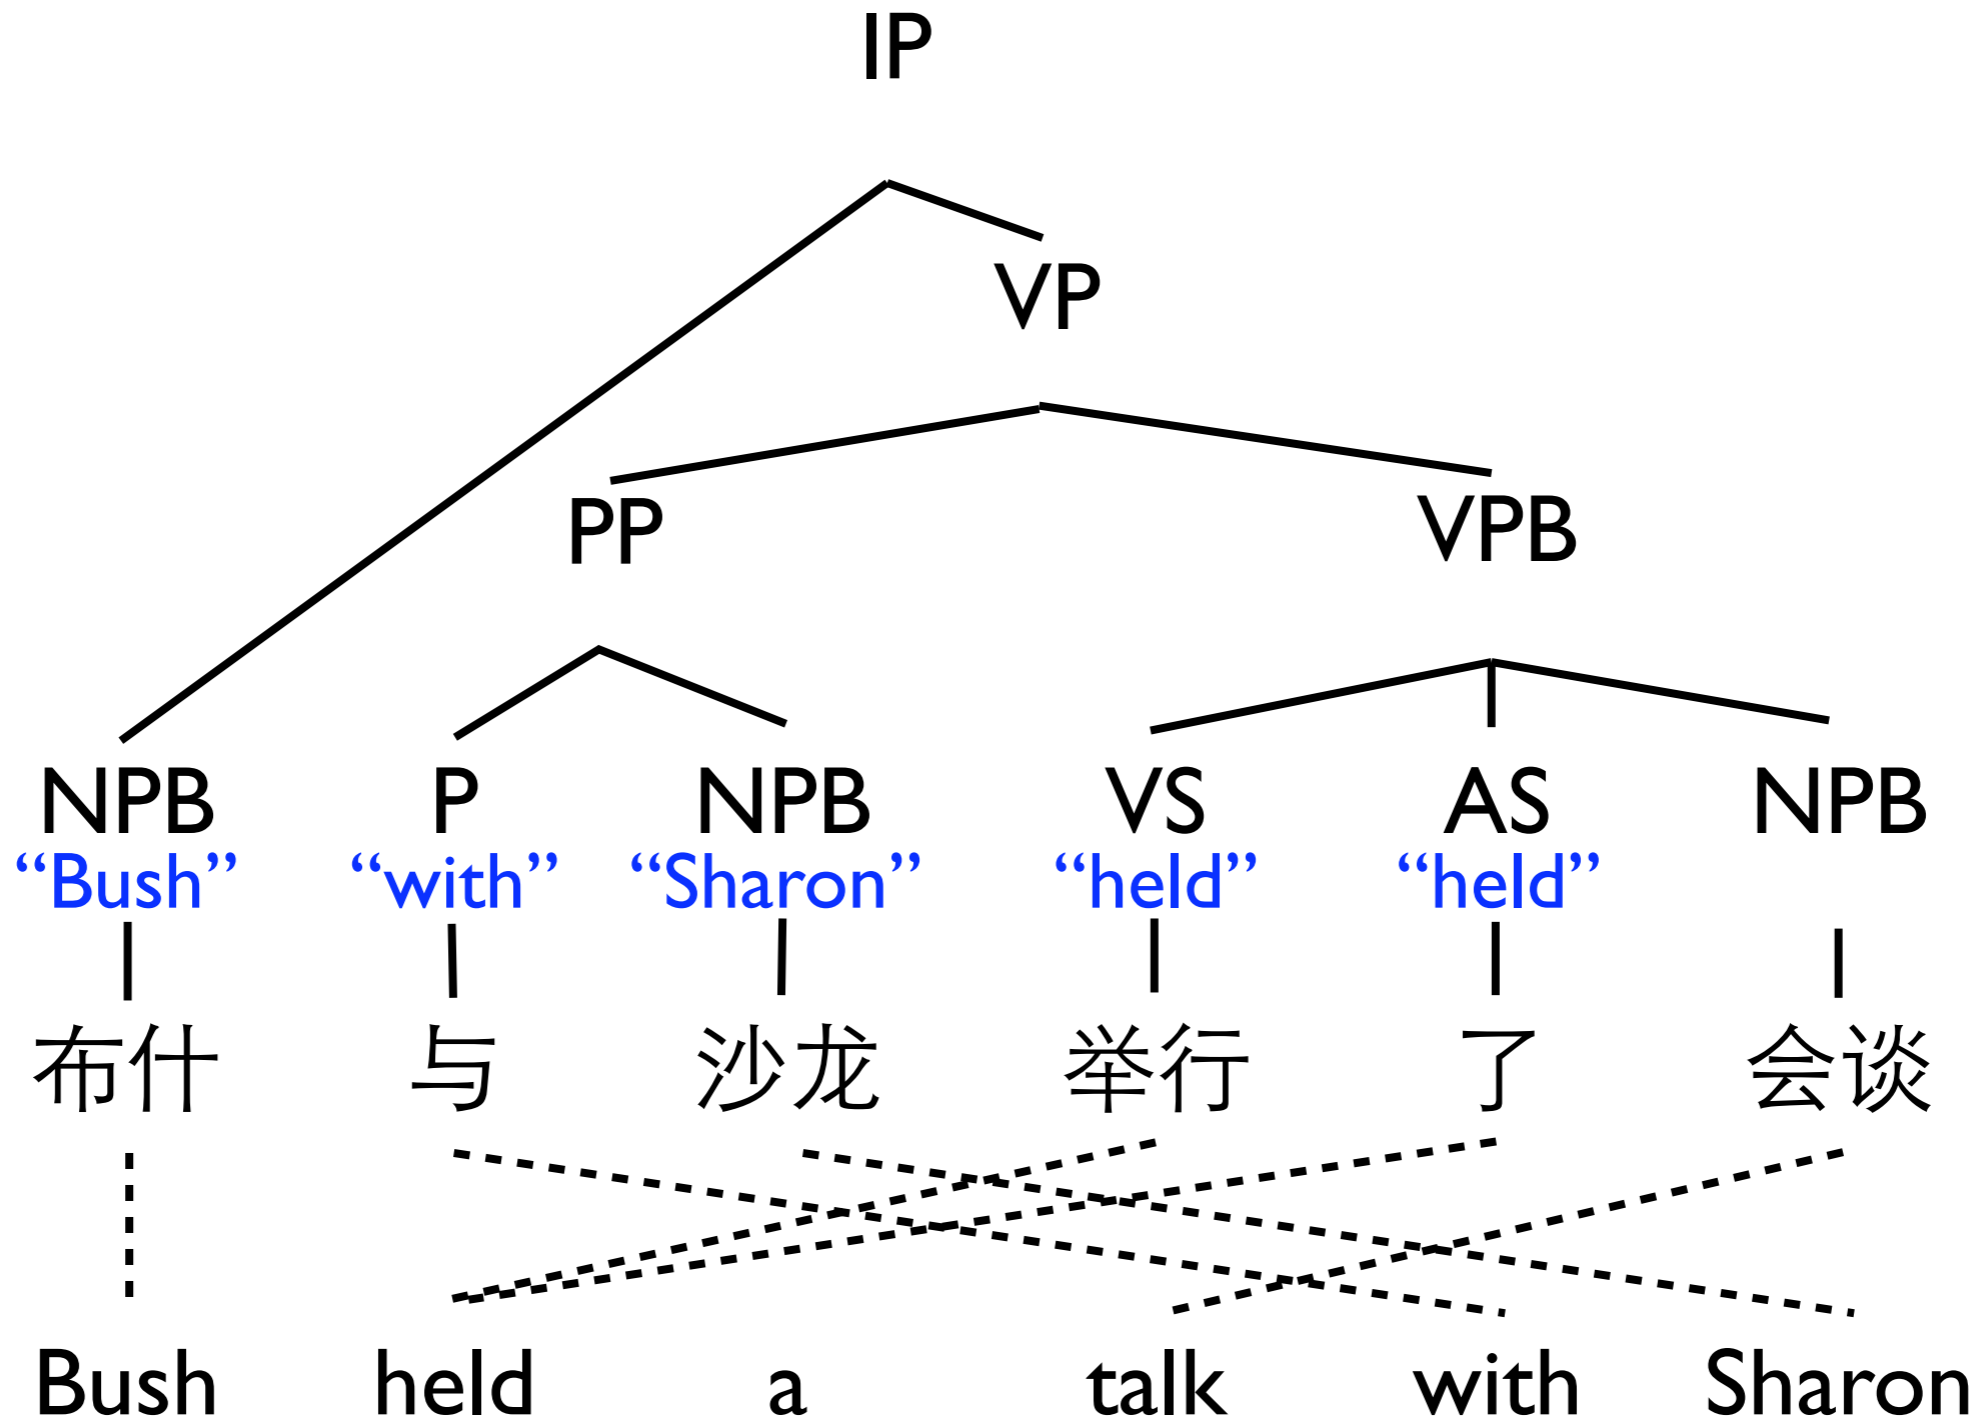 IP
VP
PP VPB
NPB P NPB VS AS NPB
“Bush” “with” “Sharon” “held” “held”
布什 与 沙龙 举行 了 会谈
Bush held a talk with Sharon